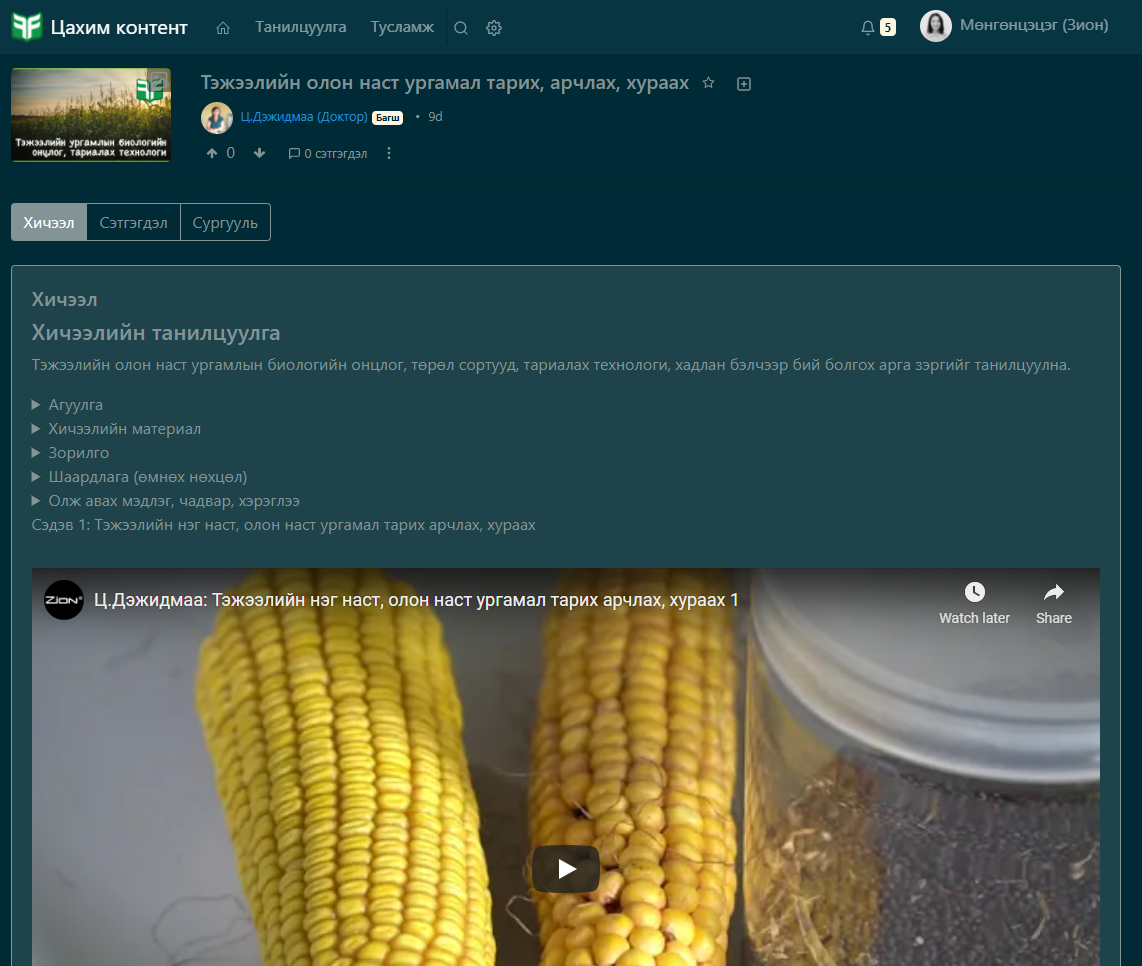 Цахим контент
Танилцуулга
Тусламж
5
Мөнгөнцэцэг (Зион)
Тэжээлийн ургамлын биологийн
онцлог, тариалах технологи
Тэжээлийн олон наст ургамал тарих, арчлах, хураах
Ц.Дэжидмаа (Доктор) Багш • 9d
0
0 сэтгэгдэл
Хичээл
Сэтгэгдэл
Сургууль
Хичээл
Хичээлийн танилцуулга
Тэжээлийн олон наст ургамлын биологийн онцлог, төрөл сортууд, тариалах технологи, хадлан бэлчээр бий болгох арга зэргийг танилцуулна.
Агуулга
Хичээлийн материал
Зорилго
Шаардлага (өмнөх нөхцөл)
Олж авах мэдлэг, чадвар, хэрэглээ
Сэдэв 1: Тэжээлийн нэг наст, олон наст ургамал тарих арчлах, хураах
ZION
Ц.Дэжидмаа: Тэжээлийн нэг наст, олон наст ургамал тарих арчлах, хураах 1
Watch later
Share